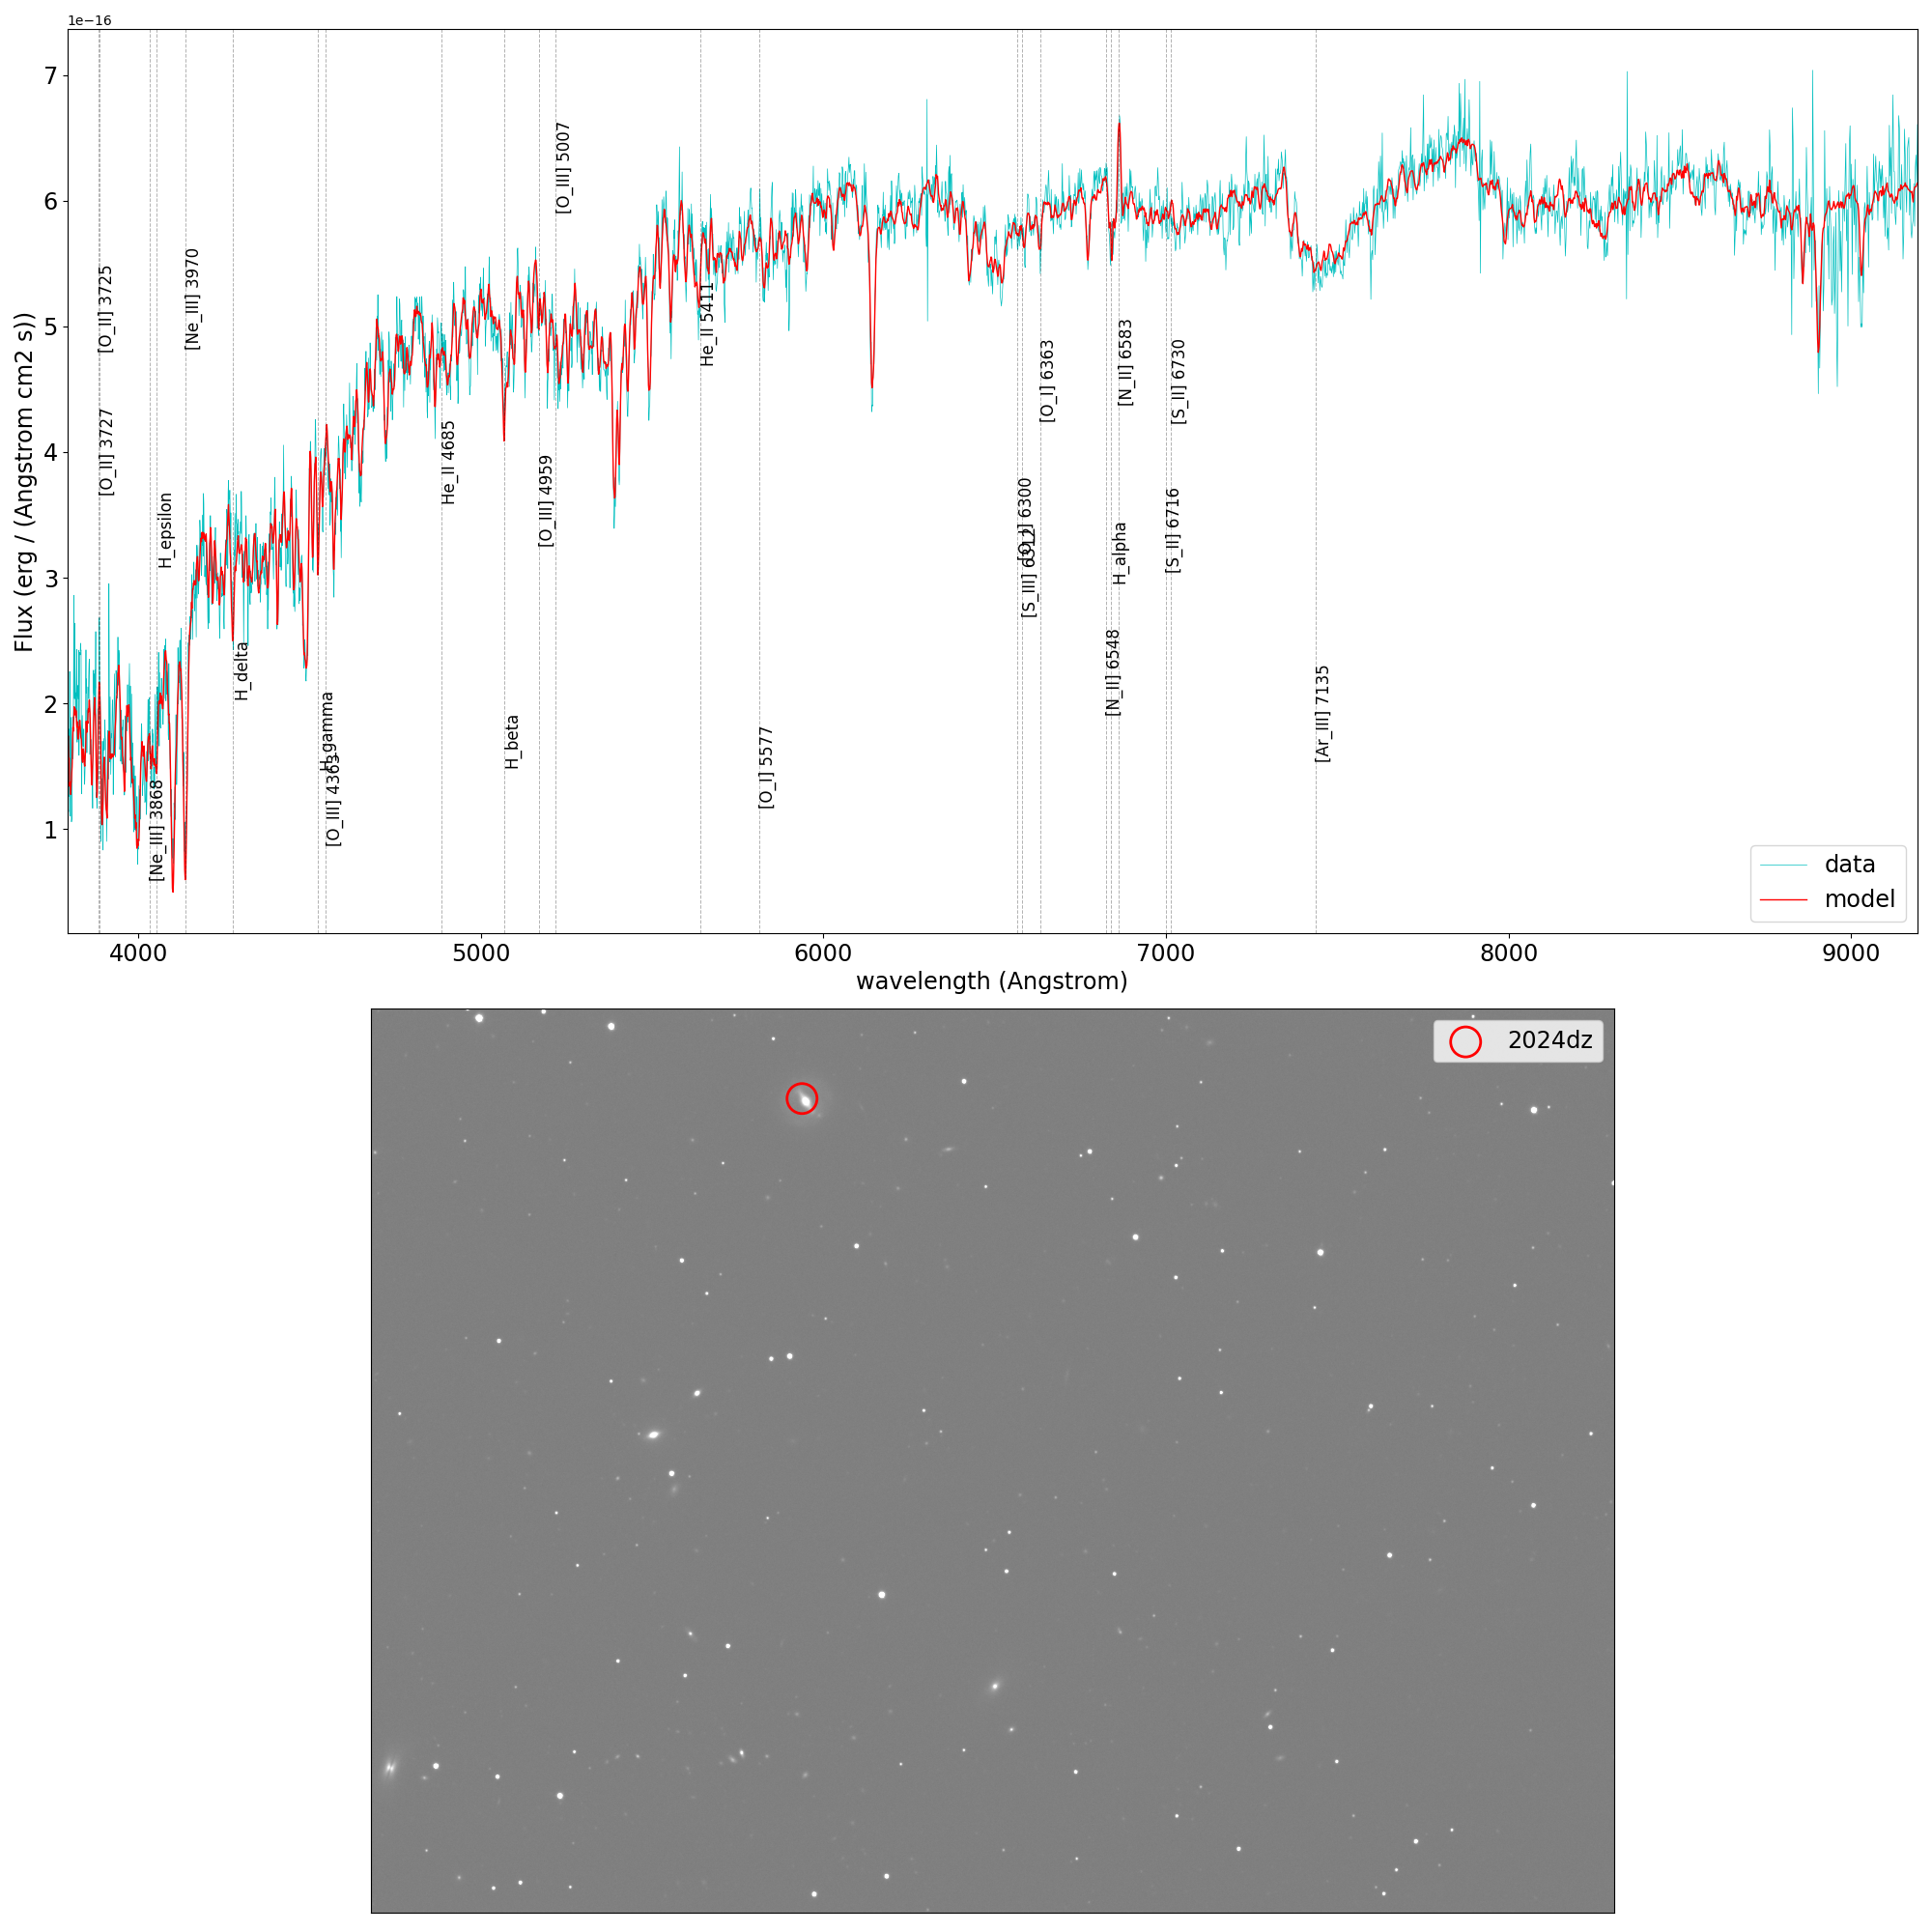 1e−16
7
6
5
4
3
2
1
Flux (erg / (Angstrom cm2 s))
[O_II] 3725
[O_II] 3727
[Ne_III] 3868
H_epsilon
[Ne_III] 3970
H_delta
H_gamma
[O_III] 4363
He_II 4685
H_beta
[O_III] 4959
[O_III] 5007
He_II 5411
[O_I] 5577
[O_I] 6300
[S_III] 6312
[O_I] 6363
[N_II] 6548
H_alpha
[N_II] 6583
[S_II] 6716
[S_II] 6730
[Ar_III] 7135
data
model
4000 5000 6000 7000 8000 9000
wavelength (Angstrom)
2024dz